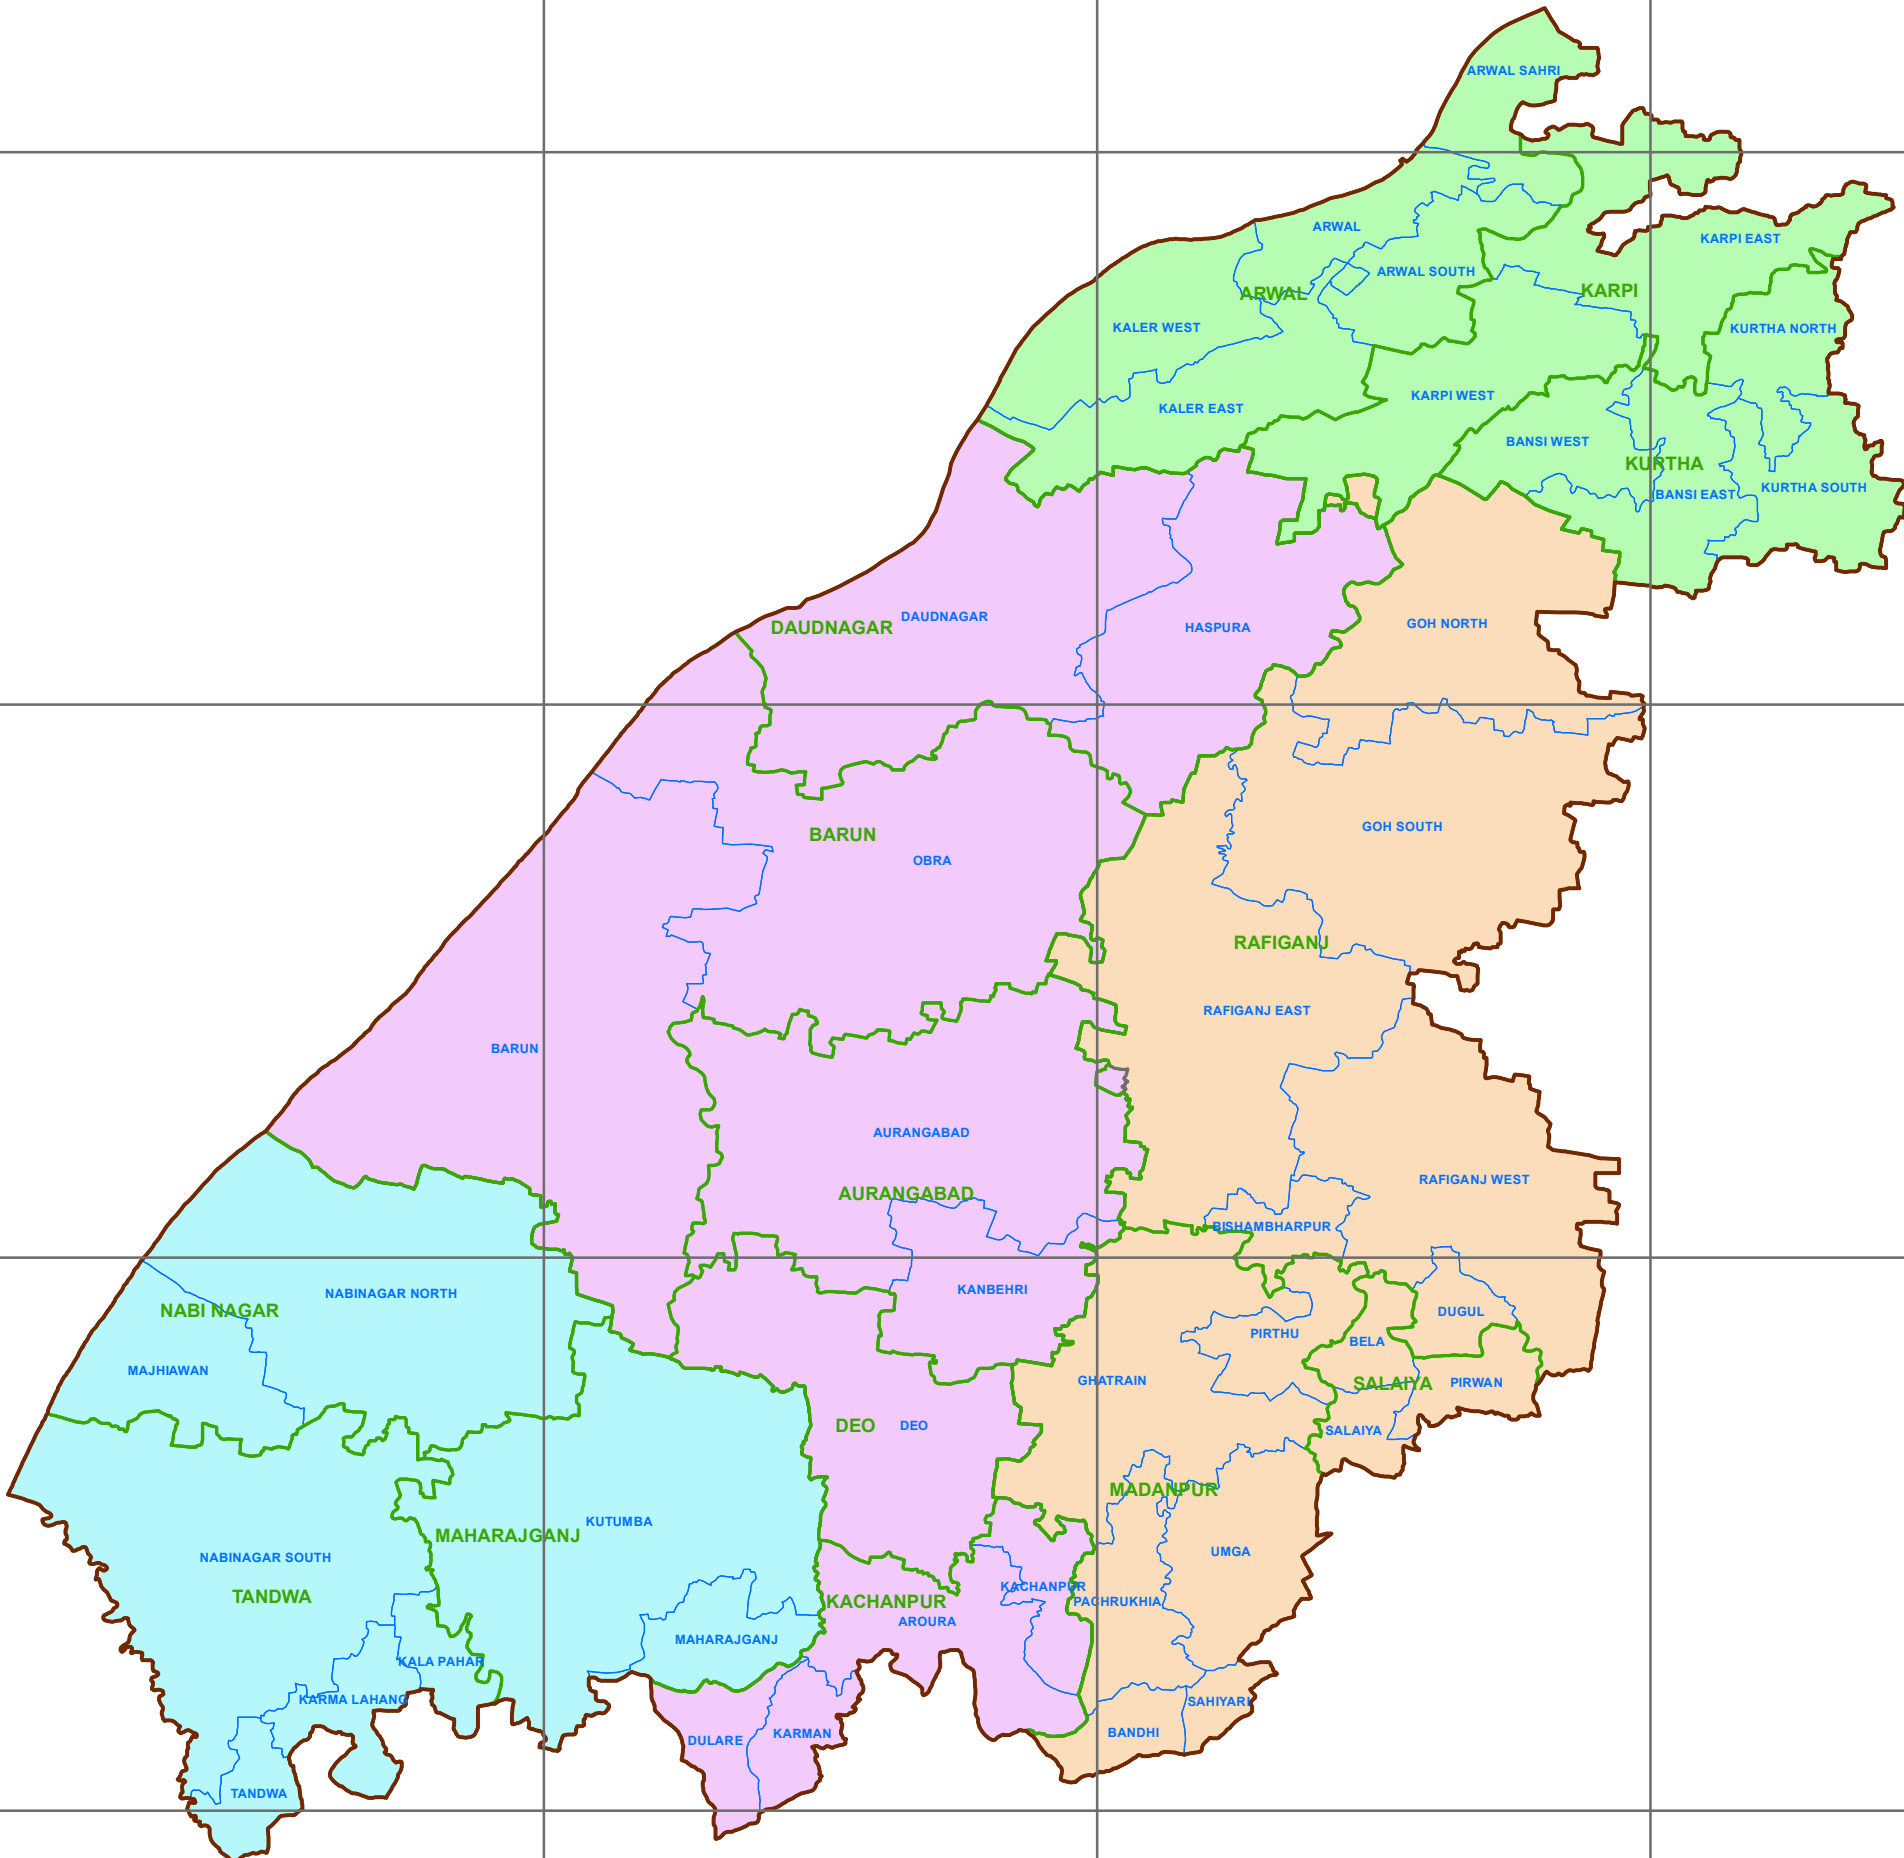 ARWAL SAHRI
ARWAL
KARPI EAST
ARWAL SOUTH
KARPI
ARWAL
KALER WEST
KURTHA NORTH
KARPI WEST
KALER EAST
BANSI WEST
KURTHA
KURTHA SOUTH
BANSI EAST
DAUDNAGAR
DAUDNAGAR
HASPURA
GOH NORTH
GOH SOUTH
BARUN
OBRA
RAFIGANJ
RAFIGANJ EAST
BARUN
AURANGABAD
RAFIGANJ WEST
AURANGABAD
BISHAMBHARPUR
KANBEHRI
NABINAGAR NORTH
NABI NAGAR
DUGUL
PIRTHU
BELA
MAJHIAWAN
GHATRAIN
SALAIYA
PIRWAN
DEO
DEO
SALAIYA
MADANPUR
KUTUMBA
MAHARAJGANJ
UMGA
NABINAGAR SOUTH
KACHANPUR
TANDWA
KACHANPUR
PACHRUKHIA
AROURA
MAHARAJGANJ
KALA PAHAR
KARMA LAHANG
SAHIYARI
BANDHI
KARMAN
DULARE
TANDWA